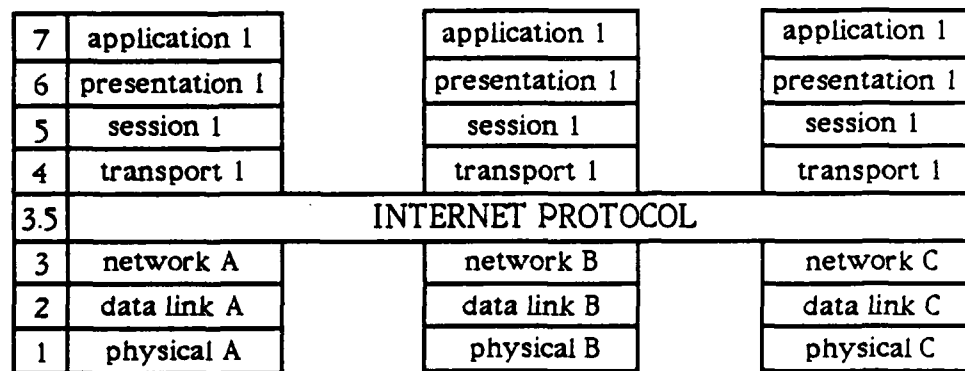 7 application 1 application 1 application 1
6 presentation 1 presentation 1 presentation 1
5 session 1 session 1 session 1
4 transport 1 transport 1 transport 1
3.5 INTERNET PROTOCOL
3 network A network B network C
2 data link A data link B data link C
1 physical A physical B physical C